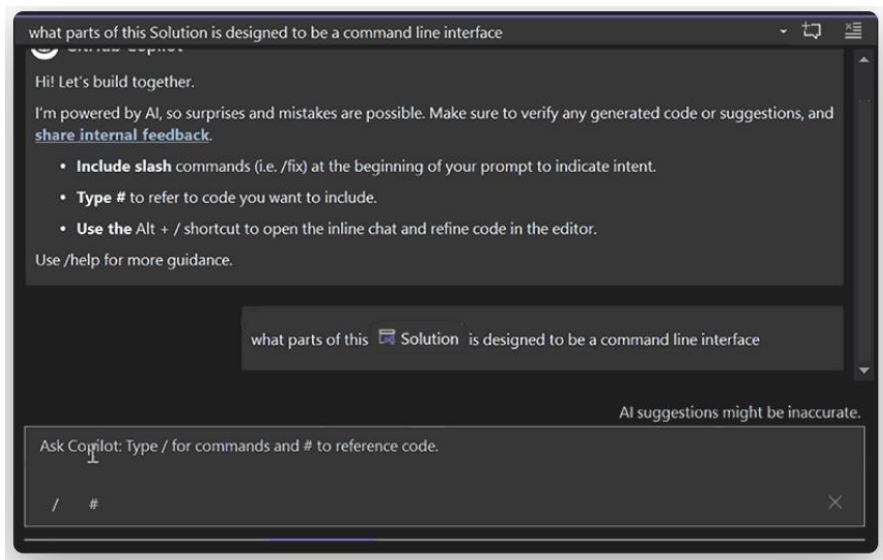 what parts of this Solution is designed to be a command line interface
GitHub Copilot
Hi! Let's build together.
I'm powered by AI, so surprises and mistakes are possible. Make sure to verify any generated code or suggestions, and
share internal feedback.
• Include slash commands (i.e. /fix) at the beginning of your prompt to indicate intent.
• Type # to refer to code you want to include.
• Use the Alt + / shortcut to open the inline chat and refine code in the editor.
Use /help for more guidance.
what parts of this Solution is designed to be a command line interface
AI suggestions might be inaccurate.
Ask Copilot: Type / for commands and # to reference code.
/ #